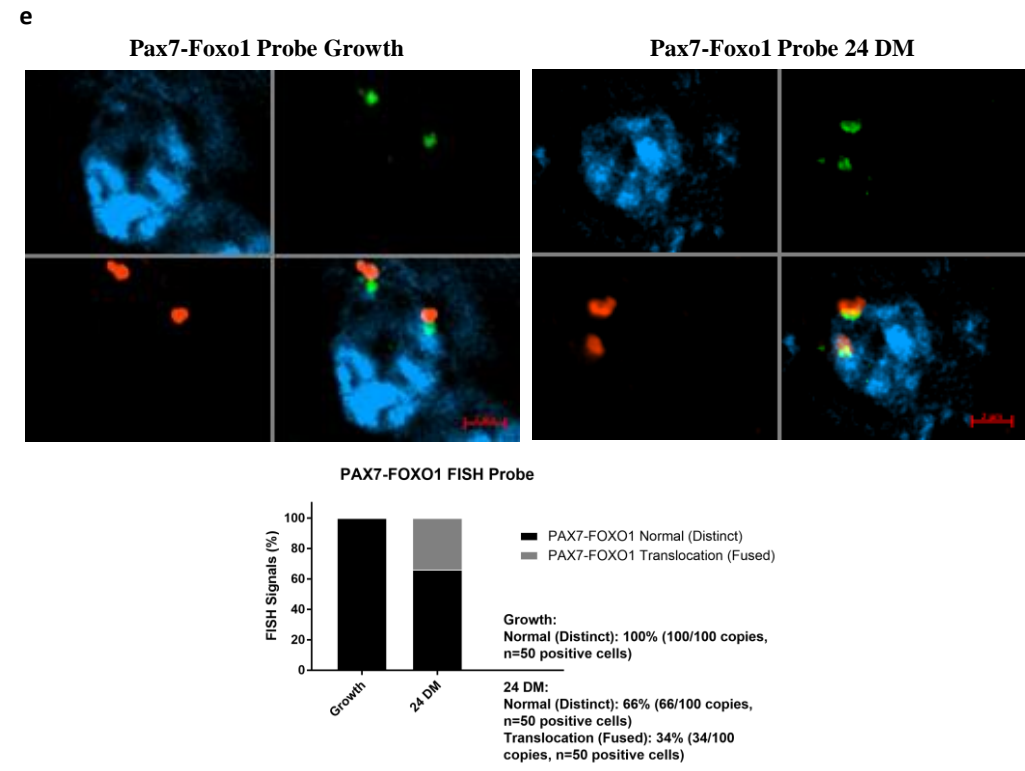 e
Pax7-Foxo1 Probe Growth
Pax7-Foxo1 Probe 24 DM
PAX7-FOXO1 FISH Probe
FISH Signals (%)
100
80
60
40
20
0
Growth
24 DM
PAX7-FOXO1 Normal (Distinct)
PAX7-FOXO1 Translocation (Fused)
Growth:
Normal (Distinct): 100% (100/100 copies,
n=50 positive cells)
24 DM:
Normal (Distinct): 66% (66/100 copies,
n=50 positive cells)
Translocation (Fused): 34% (34/100
copies, n=50 positive cells)